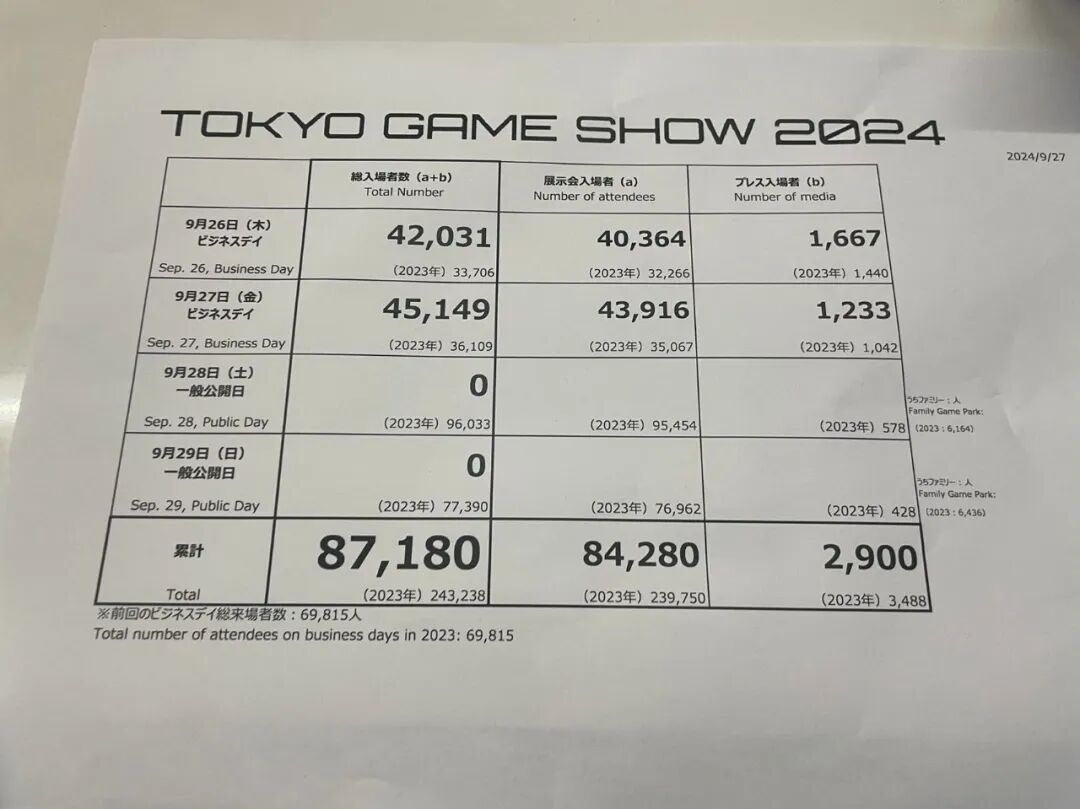 TOKYO GAME SHOW 2024
2024/9/27
総入場者数（a+b）
Total Number
展示会入場者（a）
Number of attendees
プレス入場者（b）
Number of media
9月26日（木）
ビジネスデイ
Sep. 26, Business Day
42,031
（2023年）33,706
40,364
（2023年）32,266
1,667
（2023年）1,440
9月27日（金）
ビジネスデイ
Sep. 27, Business Day
45,149
（2023年）36,109
43,916
（2023年）35,067
1,233
（2023年）1,042
9月28日（土）
一般公開日
Sep. 28, Public Day
0
（2023年）96,033
（2023年）95,454
（2023年）578
うちファミリー：人
Family Game Park:
（2023：6,164）
9月29日（日）
一般公開日
Sep. 29, Public Day
0
（2023年）77,390
（2023年）76,962
（2023年）428
うちファミリー：人
Family Game Park:
（2023：6,436）
累計
Total
87,180
（2023年）243,238
84,280
（2023年）239,750
2,900
（2023年）3,488
※前回のビジネスデイ総来場者数：69,815人
Total number of attendees on business days in 2023: 69,815